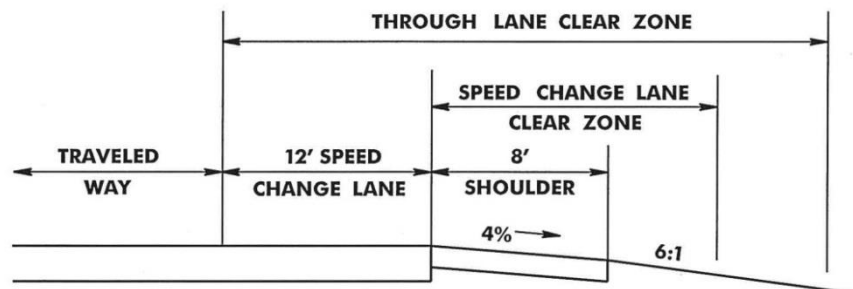 THROUGH LANE CLEAR ZONE
SPEED CHANGE LANE
CLEAR ZONE
TRAVELED
WAY
12' SPEED
CHANGE LANE
8'
SHOULDER
4%
6:1